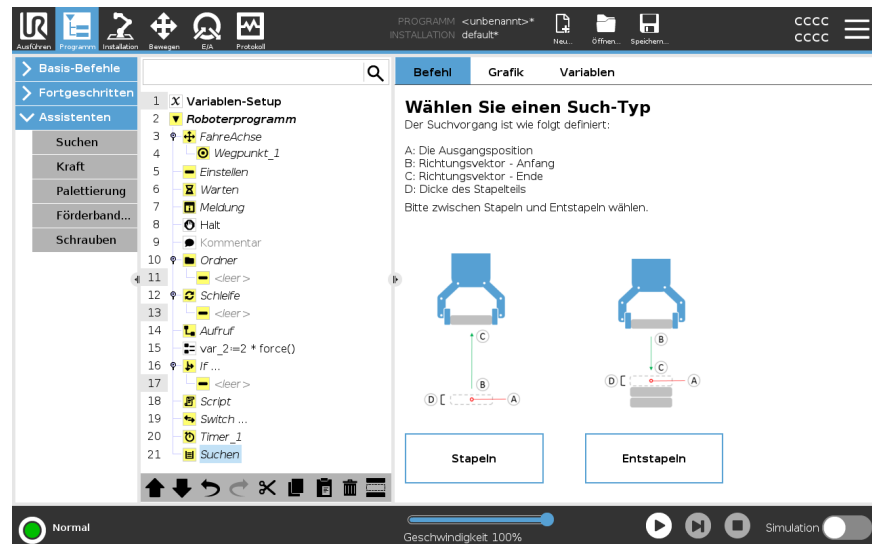 UR
PROGRAMM <unbenannt>*
INSTALLATION default*
CCCC
CCCC
Ausführen Programm Installation Bewegen E/A Protokoll Neu... Öffnen... Speichern...
Basis-Befehle
Fortgeschritten
Assistenten
Suchen
Kraft
Palettierung
Förderband...
Schrauben
1 X Variablen-Setup
2 Roboterprogramm
3 FahreAchse
4 Wegpunkt_1
5 Einstellen
6 Warten
7 Meldung
8 Halt
9 Kommentar
10 Ordner
11 <leer>
12 Schleife
13 <leer>
14 Aufruf
15 var_2:=2 * force()
16 If ...
17 <leer>
18 Script
19 Switch ...
20 Timer_1
21 Suchen
Befehl Grafik Variablen
Wählen Sie einen Such-Typ
Der Suchvorgang ist wie folgt definiert:
A: Die Ausgangsposition
B: Richtungsvektor - Anfang
C: Richtungsvektor - Ende
D: Dicke des Stapelteils
Bitte zwischen Stapeln und Entstapeln wählen.
C
B
D A
B
C
D A
Stapeln
Entstapeln
Normal
Geschwindigkeit 100%
Simulation